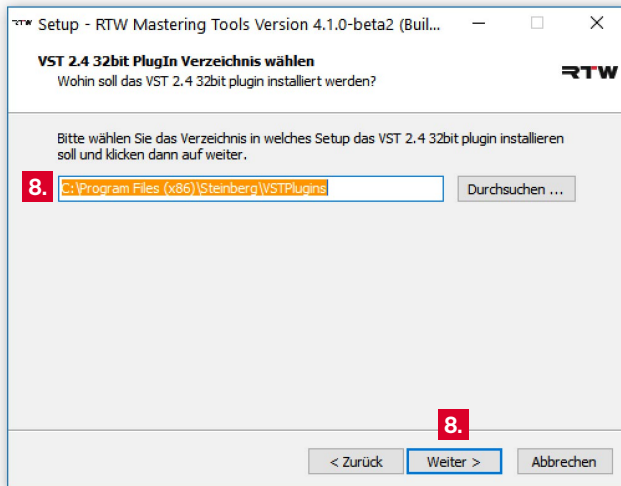 RTW Setup - RTW Mastering Tools Version 4.1.0-beta2 (Buil...
VST 2.4 32bit PlugIn Verzeichnis wählen
Wohin soll das VST 2.4 32bit plugin installiert werden?
RTW
Bitte wählen Sie das Verzeichnis in welches Setup das VST 2.4 32bit plugin installieren
soll und klicken dann auf weiter.
8. C:\Program Files (x86)\Steinberg\VSTPlugins Durchsuchen ...
8.
< Zurück Weiter > Abbrechen